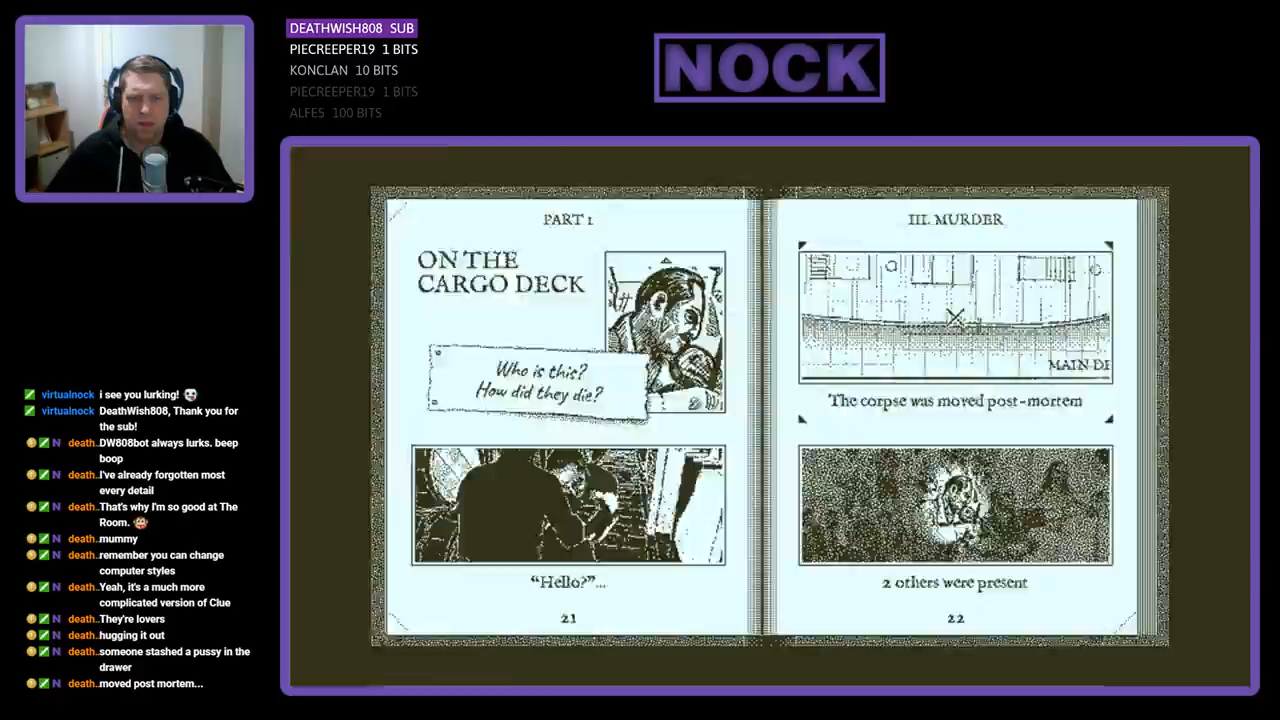 DEATHWISH808 SUB
PIECREEPER19 1 BITS
KONCLAN 10 BITS
PIECREEPER19 1 BITS
ALFE5 100 BITS
NOCK
virtualnock i see you lurking!
virtualnock DeathWish808, Thank you for
the sub!
death.. DW808bot always lurks. beep
boop
death.. I've already forgotten most
every detail
death.. That's why I'm so good at The
Room.
death.. mummy
death.. remember you can change
computer styles
death.. Yeah, it's a much more
complicated version of Clue
death.. They're lovers
death.. hugging it out
death.. someone stashed a pussy in the
drawer
death.. moved post mortem...
PART 1
ON THE
CARGO DECK
Who is this?
How did they die?
"Hello?"...
21
III. MURDER
MAIN DE
The corpse was moved post-mortem
2 others were present
22